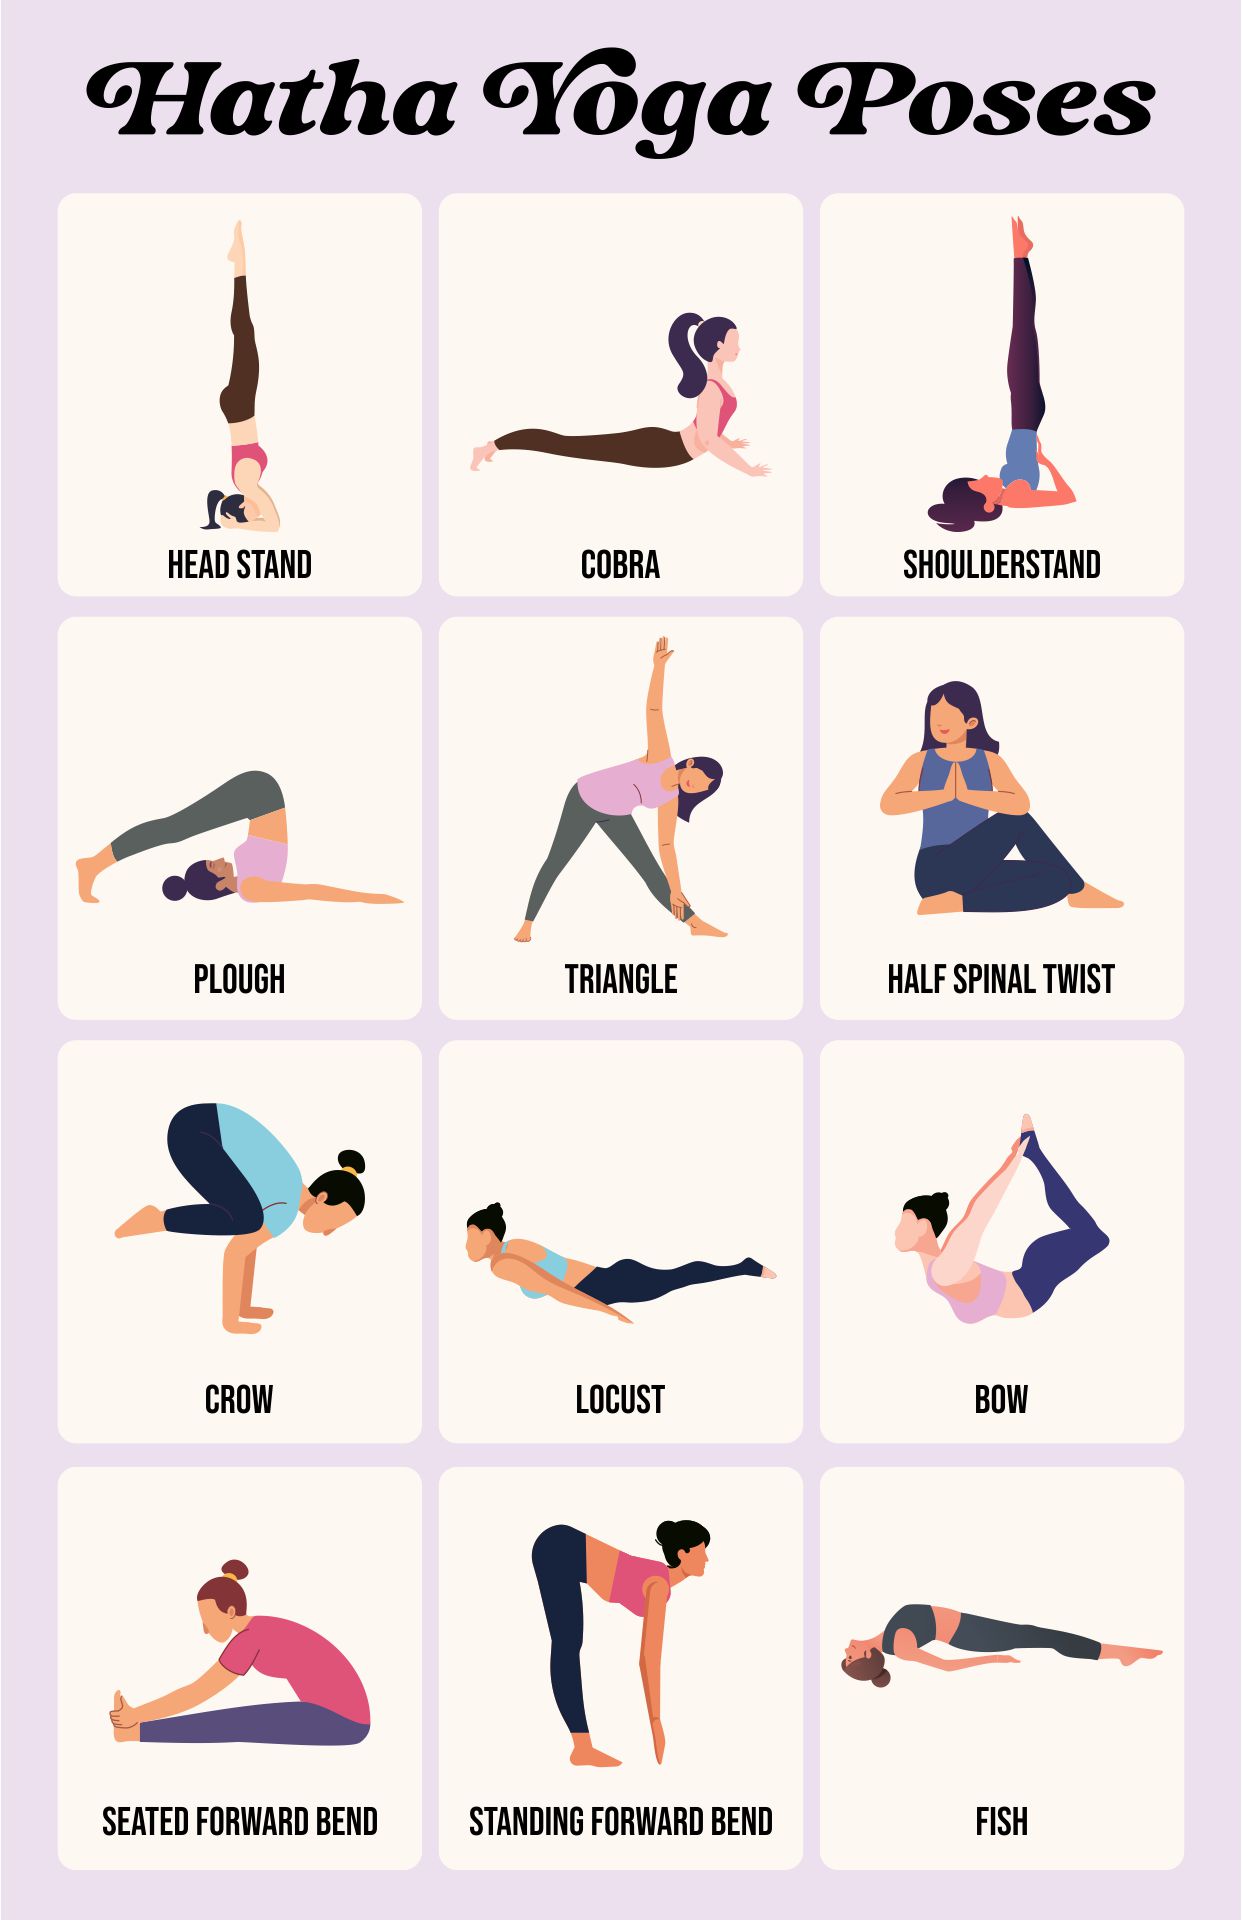 Hatha Yoga Poses
HEAD STAND
COBRA
SHOULDERSTAND
PLOUGH
TRIANGLE
HALF SPINAL TWIST
CROW
LOCUST
BOW
SEATED FORWARD BEND
STANDING FORWARD BEND
FISH